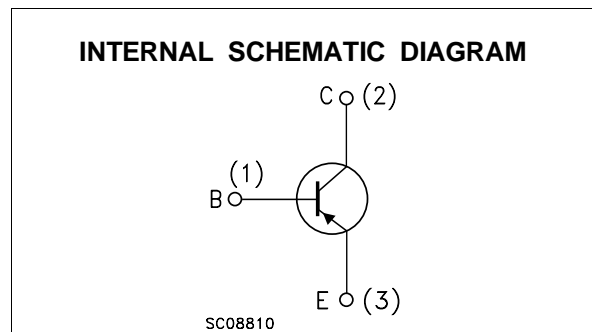 INTERNAL SCHEMATIC DIAGRAM
C (2)
(1)
B
E (3)
SC08810